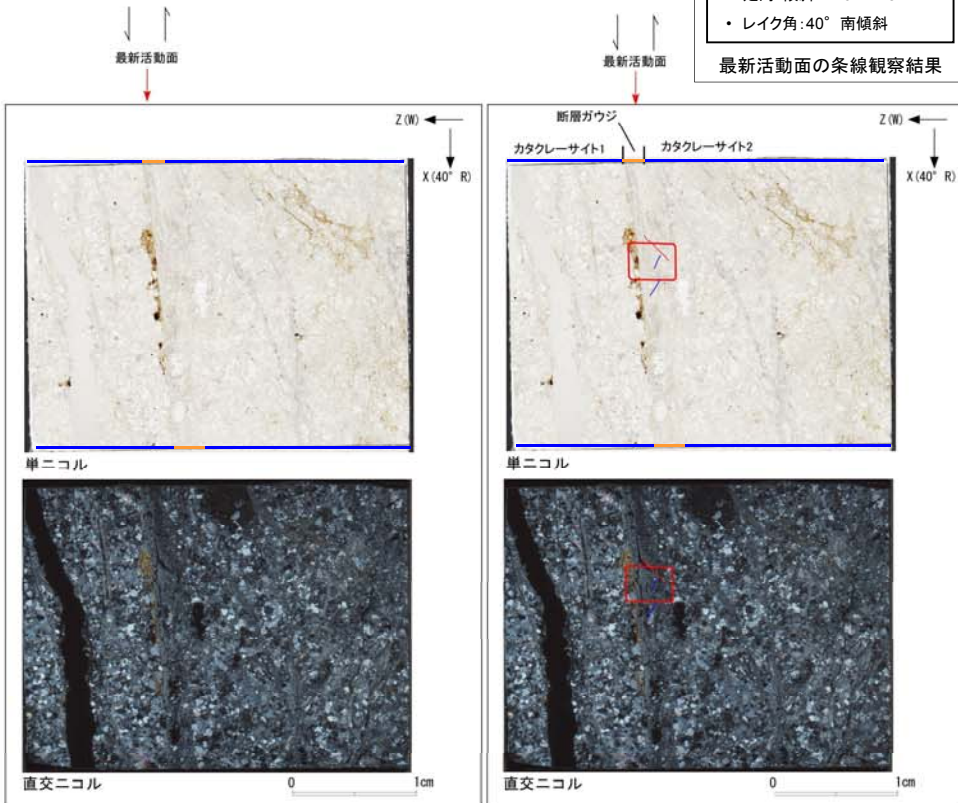 ・ レイク角:40° 南傾斜
最新活動面の条線観察結果
最新活動面
Z(W)
X(40° R)
単ニコル
直交ニコル
0 1cm
最新活動面
断層ガウジ
カタクレーサイト1
カタクレーサイト2
Z(W)
X(40° R)
単ニコル
直交ニコル
0 1cm